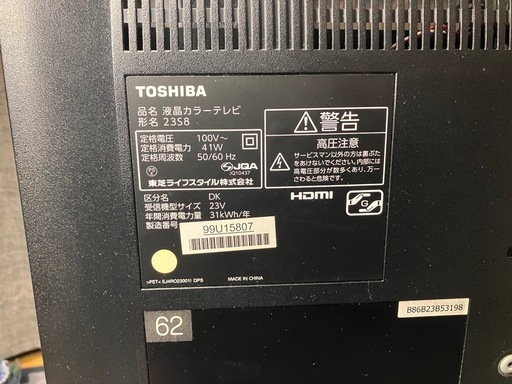 TOSHIBA
品名 液晶カラーテレビ
形名 23S8
定格電圧 100V～
定格消費電力 41W
定格周波数 50/60 Hz
JQA
JQ10437
東芝ライフスタイル株式会社
区分名 DK
受信機型サイズ 23V
年間消費電力量 31kWh/年
製造番号
99U15807
警告
高圧注意
サービスマン以外の方は裏ぶた
をあけないでください。内部には
高電圧部分が数多くあり、万一
さわると危険です。
HDMI
G
MADE IN CHINA
62
B86B23B53198